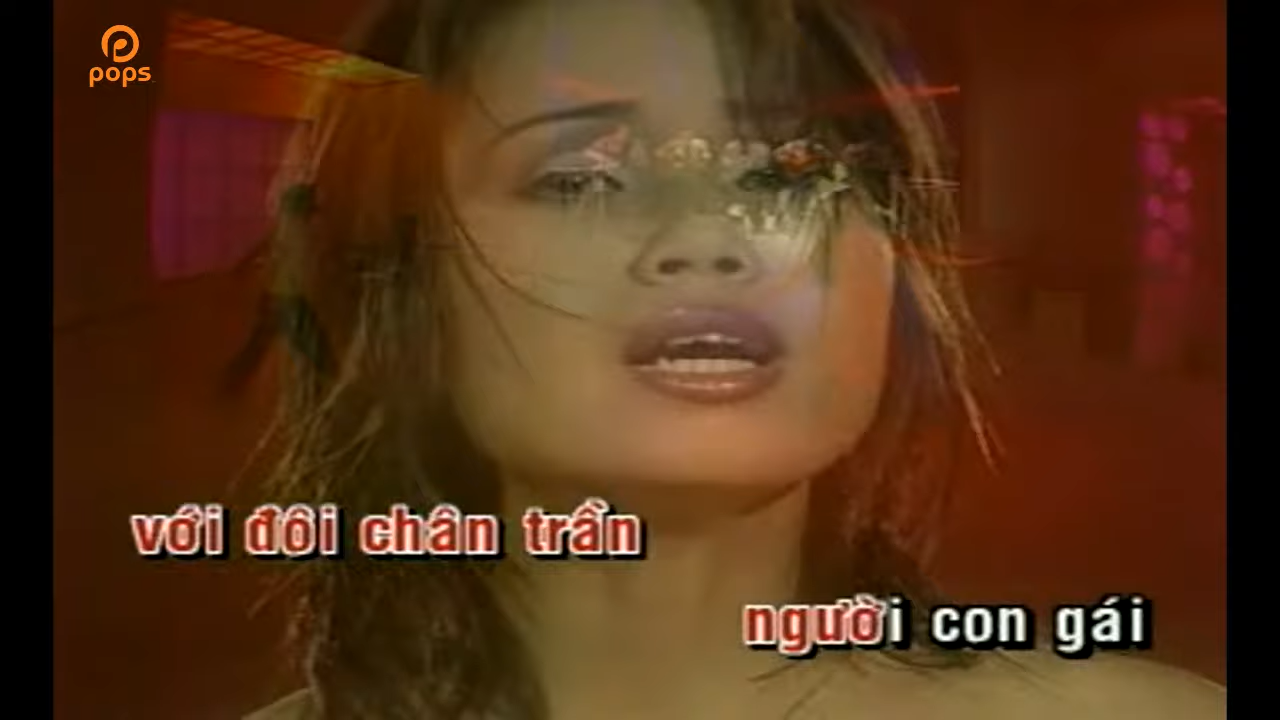 pops
với đôi chân trần
người con gái